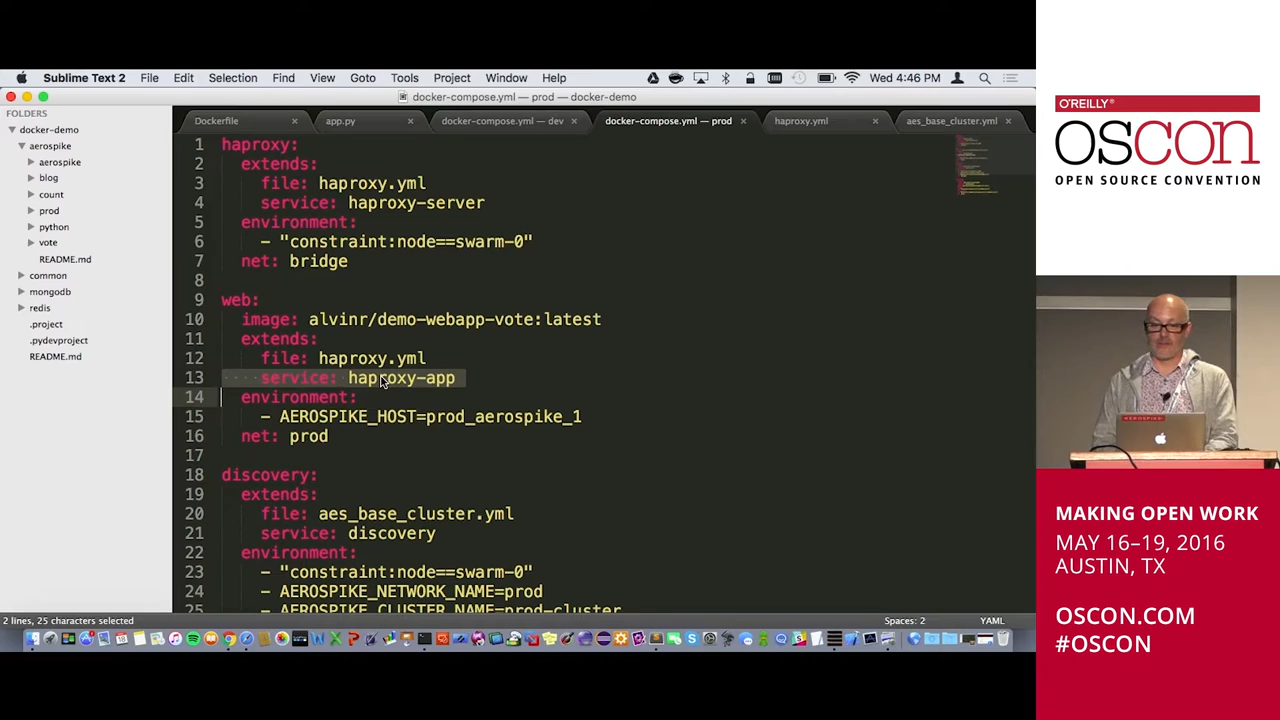 Sublime Text 2 File Edit Selection Find View Goto Tools Project Window Help Wed 4:46 PM
docker-compose.yml — prod — docker-demo
FOLDERS
docker-demo
aerospike
aerospike
blog
count
prod
python
vote
README.md
common
mongodb
redis
.project
.pydevproject
README.md
Dockerfile app.py docker-compose.yml — dev docker-compose.yml — prod haproxy.yml aes_base_cluster.yml
1 haproxy:
2 extends:
3 file: haproxy.yml
4 service: haproxy-server
5 environment:
6 - "constraint:node==swarm-0"
7 net: bridge
8
9 web:
10 image: alvinr/demo-webapp-vote:latest
11 extends:
12 file: haproxy.yml
13 service: haproxy-app
14 environment:
15 - AEROSPIKE_HOST=prod_aerospike_1
16 net: prod
17
18 discovery:
19 extends:
20 file: aes_base_cluster.yml
21 service: discovery
22 environment:
23 - "constraint:node==swarm-0"
24 - AEROSPIKE_NETWORK_NAME=prod
25 - AEROSPIKE_CLUSTER_NAME=prod-cluster
2 lines, 25 characters selected Spaces: 2 YAML
O'REILLY®
OSCON
OPEN SOURCE CONVENTION
AEROSPIKE
MAKING OPEN WORK
MAY 16–19, 2016
AUSTIN, TX
OSCON.COM
#OSCON